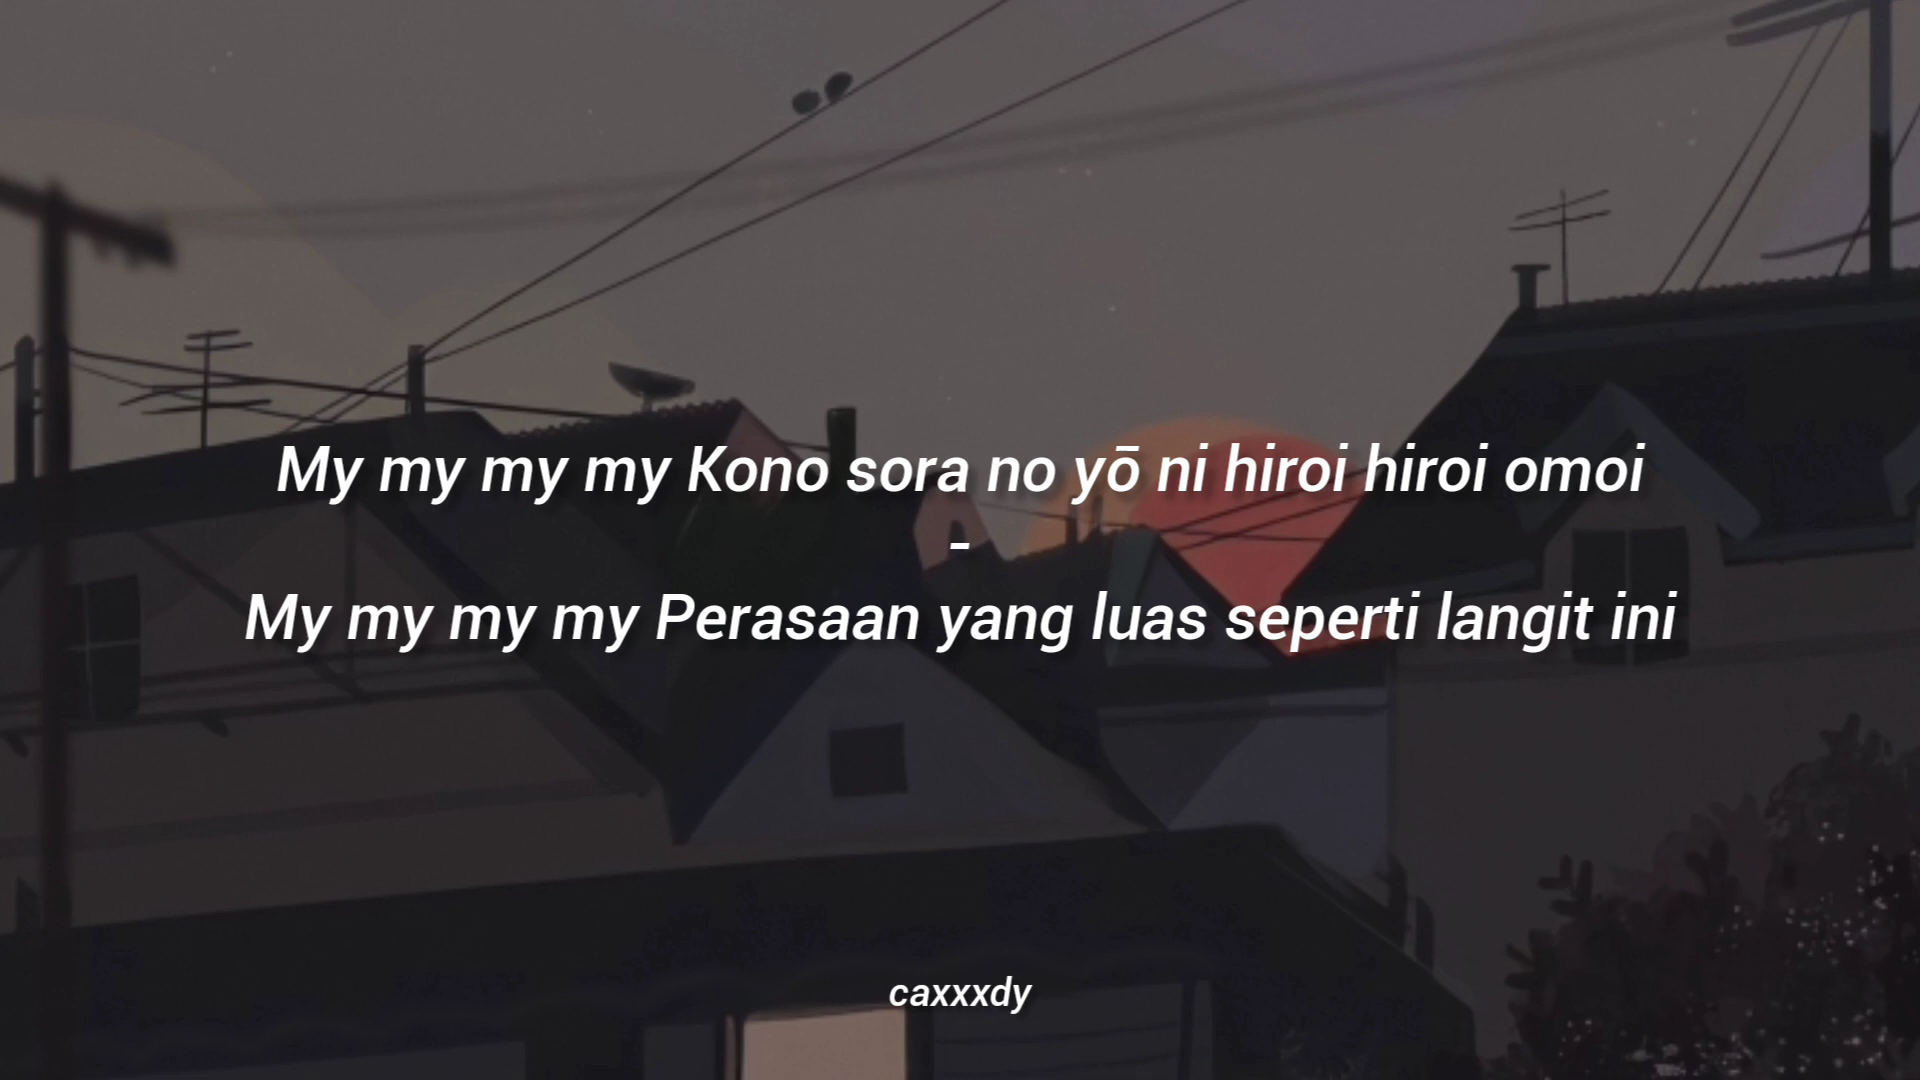 My my my my Kono sora no yō ni hiroi hiroi omoi
-
My my my my Perasaan yang luas seperti langit ini
caxxxdy